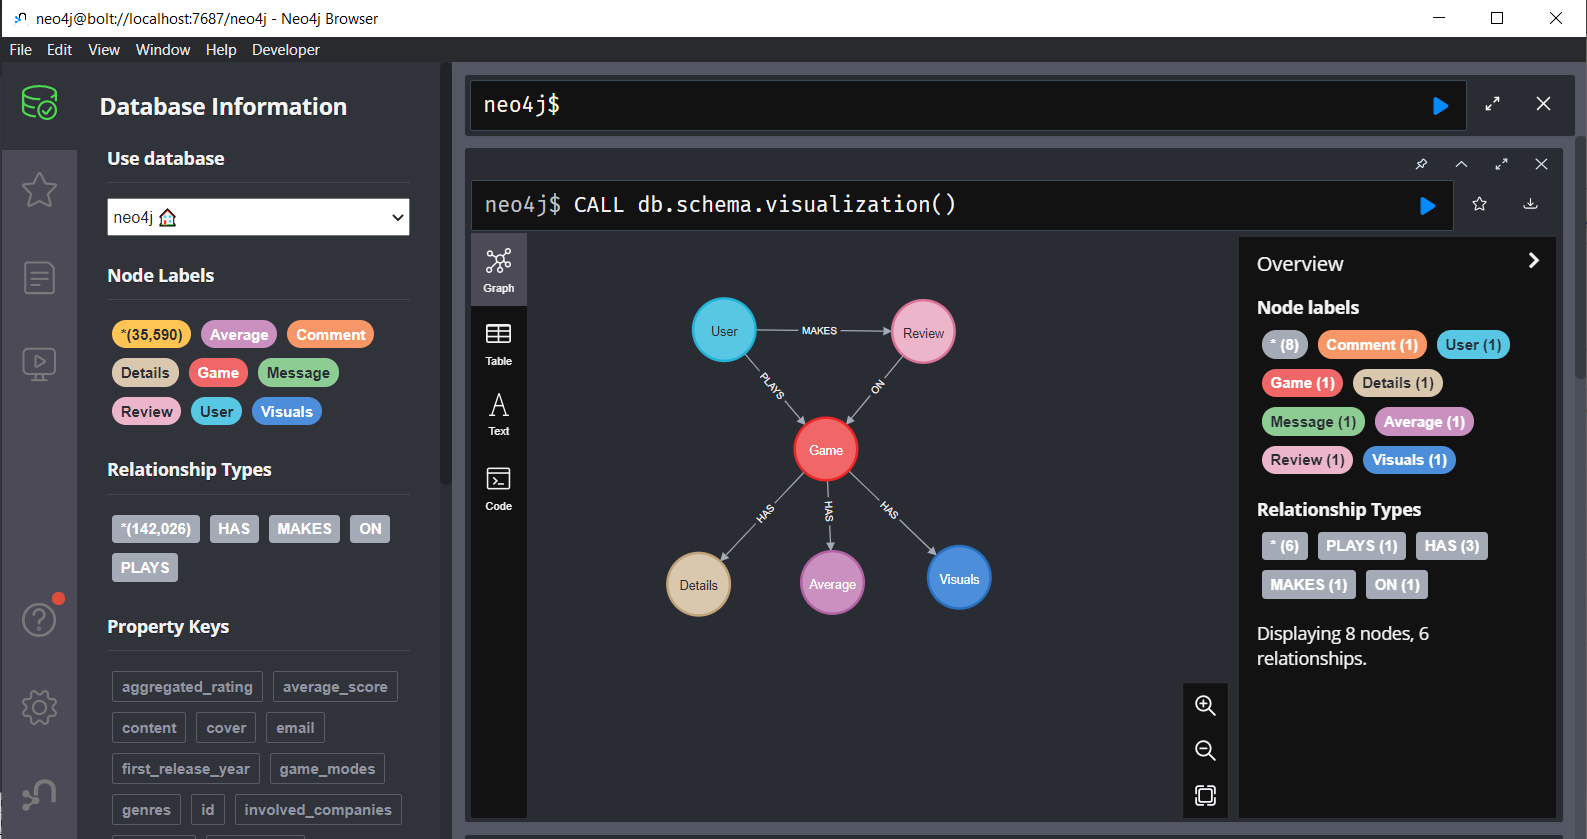 neo4j@bolt://localhost:7687/neo4j - Neo4j Browser
File Edit View Window Help Developer
Database Information
Use database
neo4j
Node Labels
*(35,590) Average Comment
Details Game Message
Review User Visuals
Relationship Types
*(142,026) HAS MAKES ON
PLAYS
Property Keys
aggregated_rating average_score
content cover email
first_release_year game_modes
genres id involved_companies
neo4j$
neo4j$ CALL db.schema.visualization()
Graph
Table
Text
Code
User MAKES Review
PLAYS ON
Game
HAS HAS HAS
Details Average Visuals
Overview
Node labels
* (8) Comment (1) User (1)
Game (1) Details (1)
Message (1) Average (1)
Review (1) Visuals (1)
Relationship Types
* (6) PLAYS (1) HAS (3)
MAKES (1) ON (1)
Displaying 8 nodes, 6
relationships.